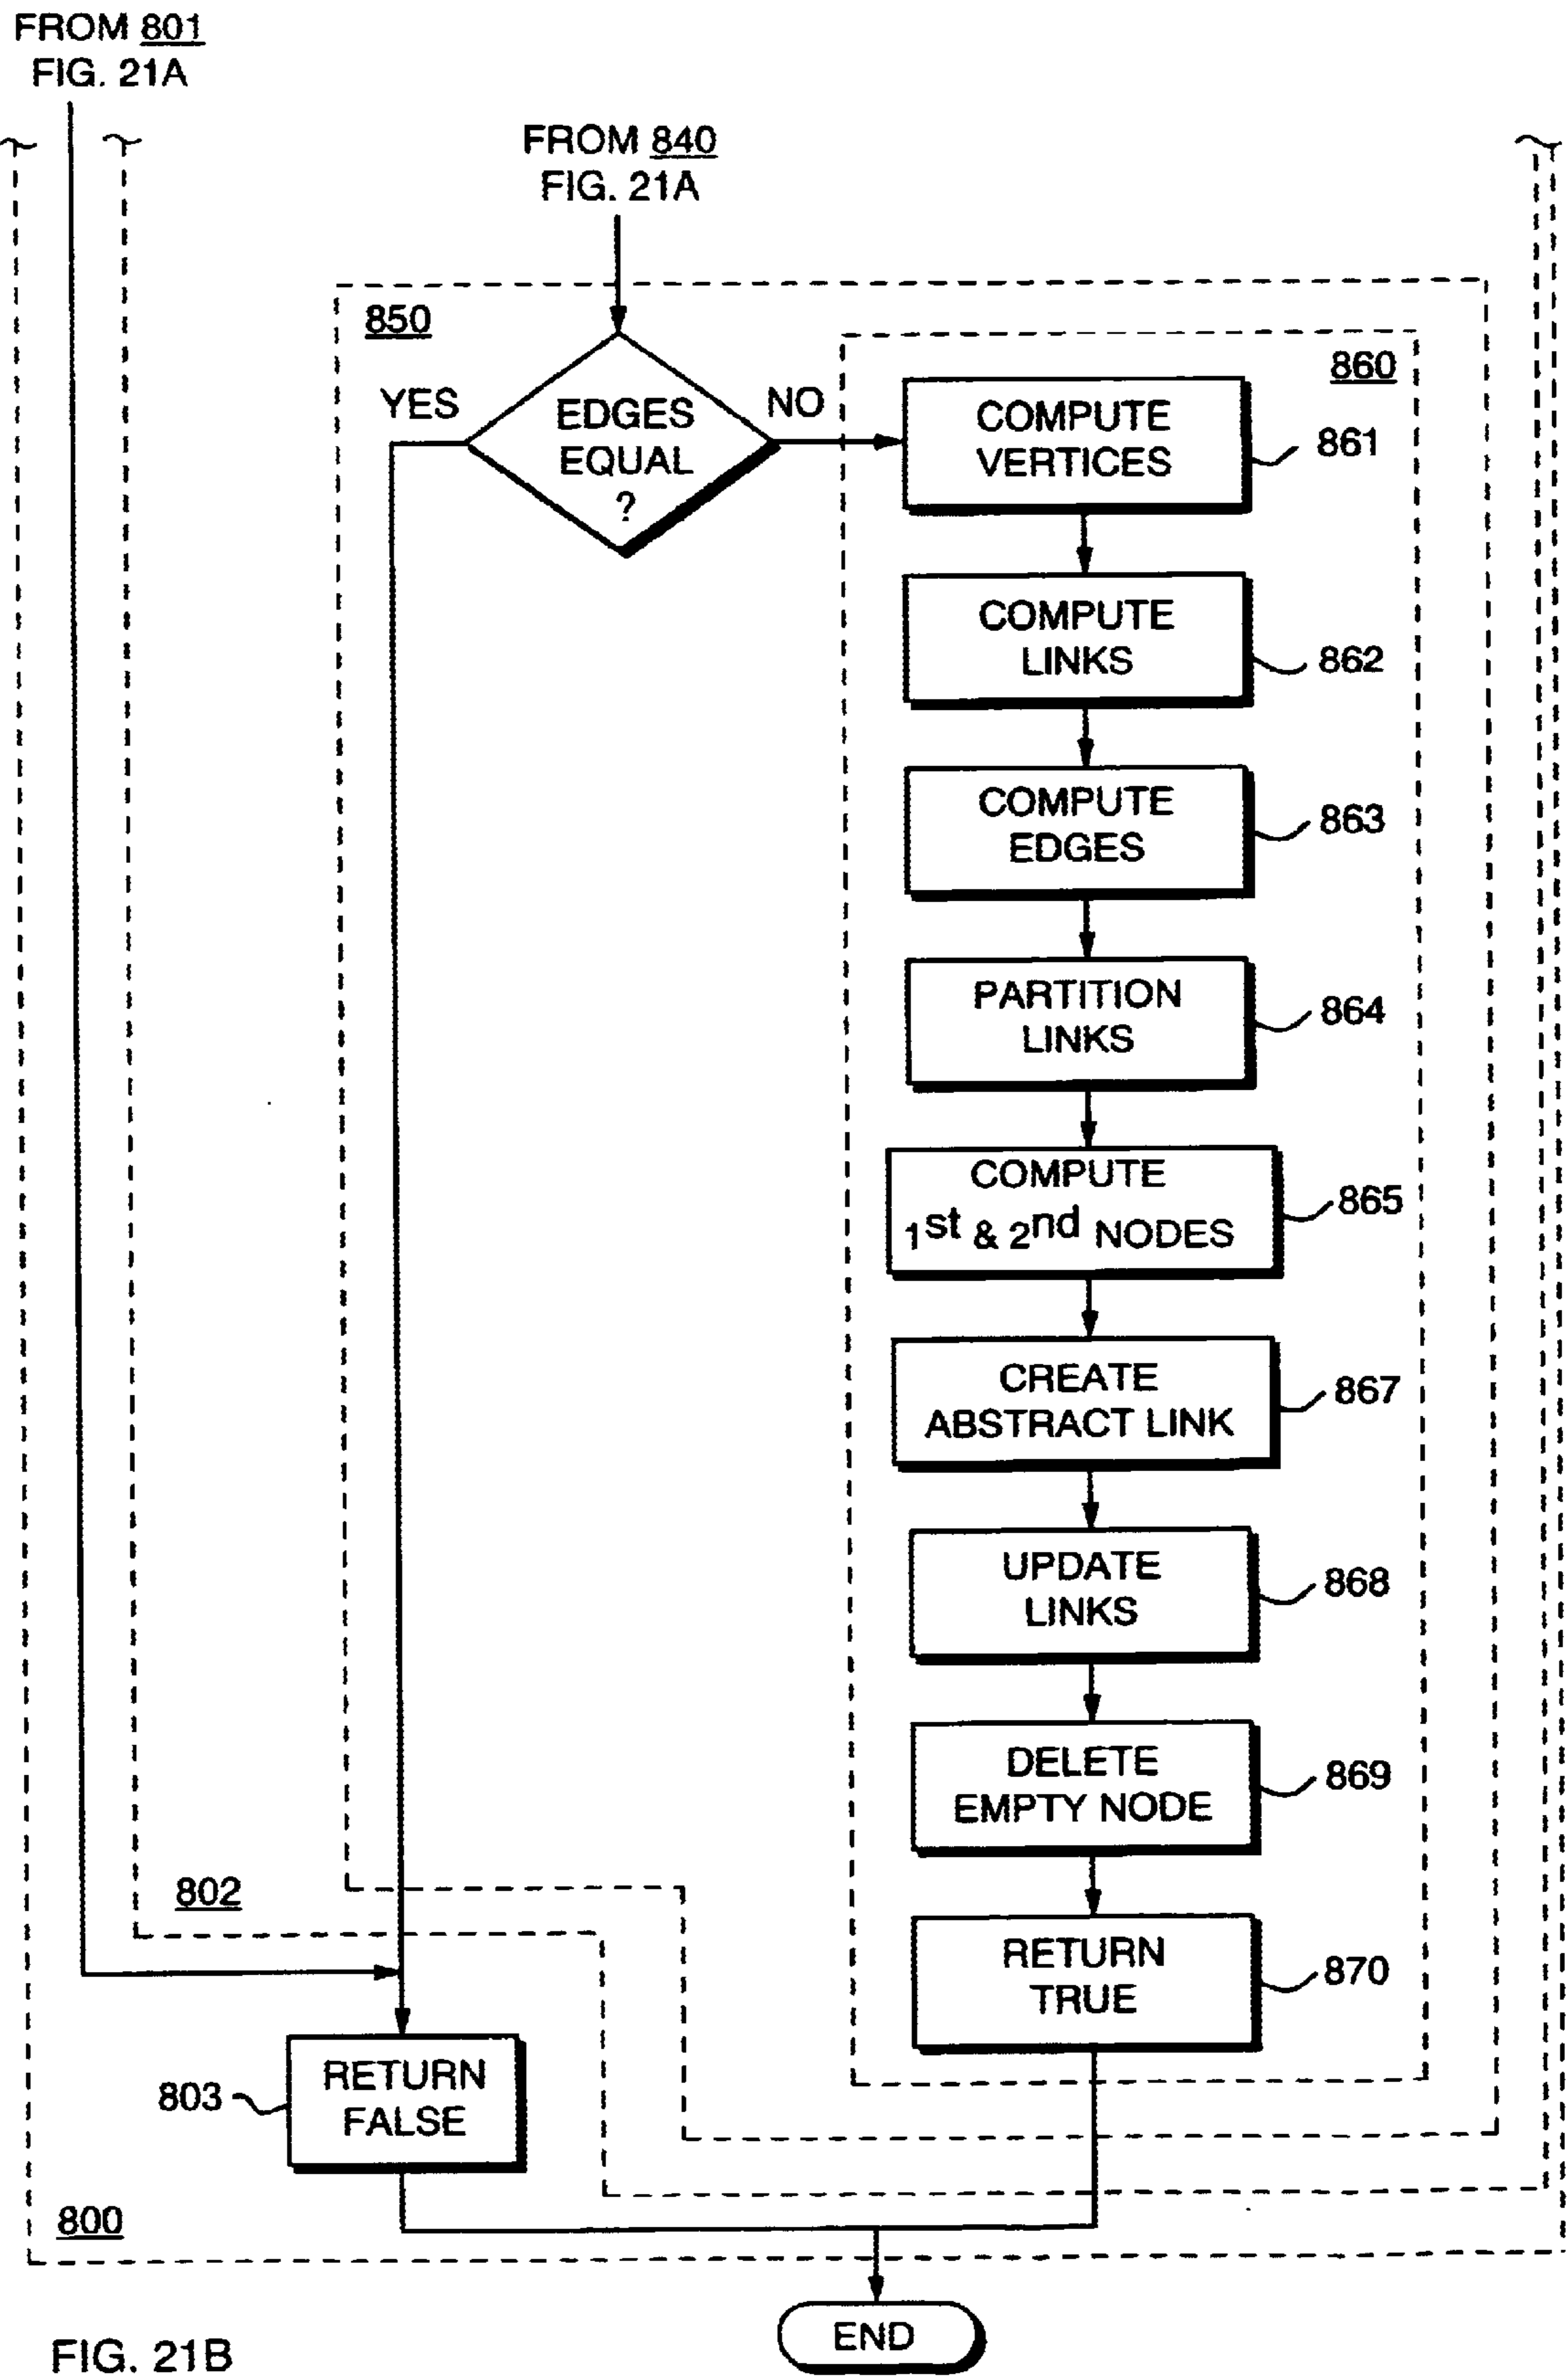 FROM 801
FIG. 21A
FROM 840
FIG. 21A
850
860
YES
EDGES
EQUAL
?
NO
COMPUTE
VERTICES
861
COMPUTE
LINKS
862
COMPUTE
EDGES
863
PARTITION
LINKS
864
COMPUTE
1st & 2nd NODES
865
CREATE
ABSTRACT LINK
867
UPDATE
LINKS
868
DELETE
EMPTY NODE
869
802
RETURN
TRUE
870
803
RETURN
FALSE
800
END
FIG. 21B